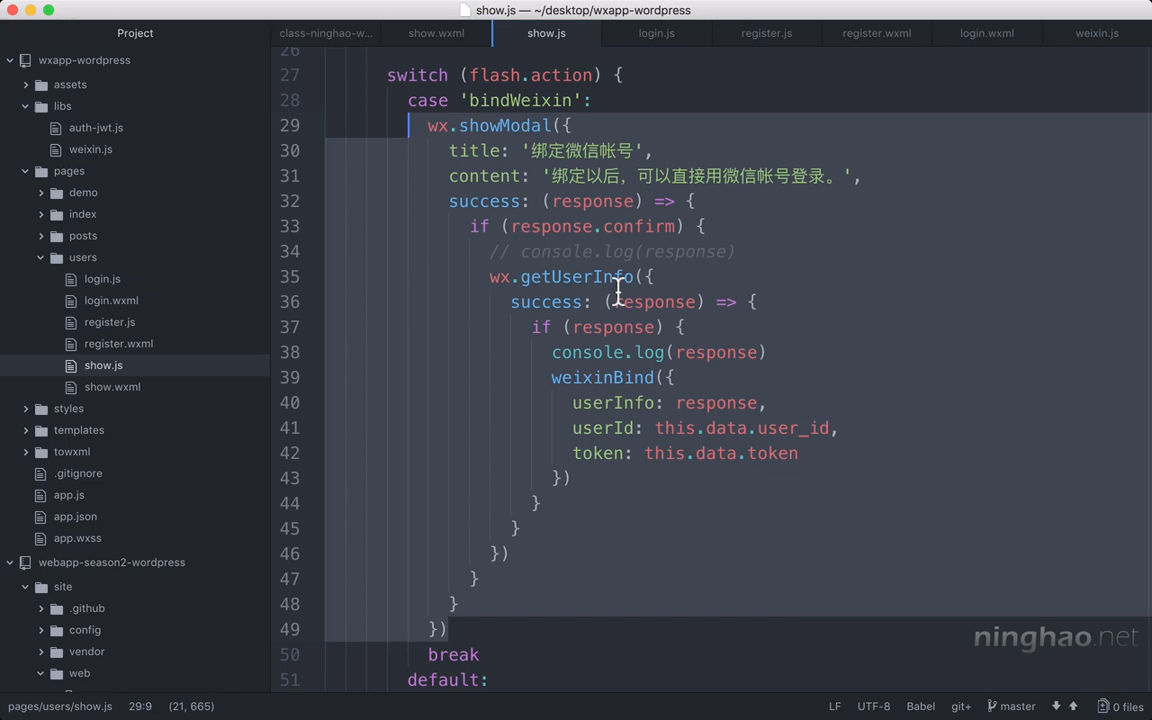 show.js — ~/desktop/wxapp-wordpress
Project
class-ninghao-w...
show.wxml
show.js
login.js
register.js
register.wxml
login.wxml
weixin.js
wxapp-wordpress
assets
libs
auth-jwt.js
weixin.js
pages
demo
index
posts
users
login.js
login.wxml
register.js
register.wxml
show.js
show.wxml
styles
templates
towxml
.gitignore
app.js
app.json
app.wxss
webapp-season2-wordpress
site
.github
config
vendor
web
26
27 switch (flash.action) {
28 case 'bindWeixin':
29 wx.showModal({
30 title: '绑定微信帐号',
31 content: '绑定以后，可以直接用微信帐号登录。',
32 success: (response) => {
33 if (response.confirm) {
34 // console.log(response)
35 wx.getUserInfo({
36 success: (response) => {
37 if (response) {
38 console.log(response)
39 weixinBind({
40 userInfo: response,
41 userId: this.data.user_id,
42 token: this.data.token
43 })
44 }
45 }
46 })
47 }
48 }
49 })
50 break
51 default:
ninghao.net
pages/users/show.js 29:9 (21, 665) LF UTF-8 Babel git+ master 0 files